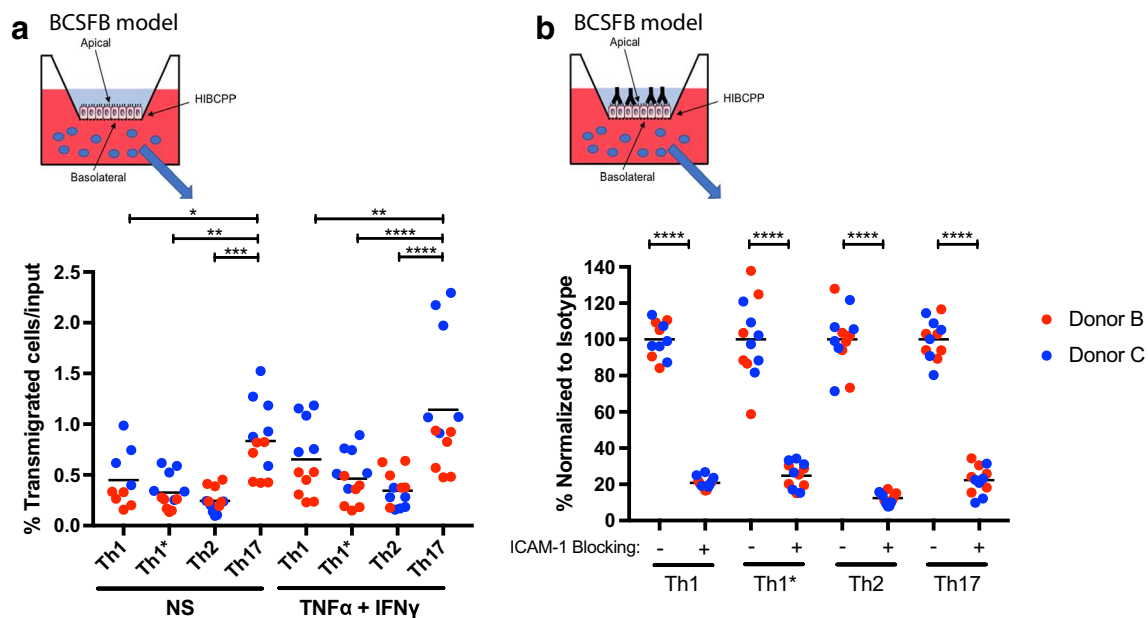 a
BCSFB model
Apical
HIBCPP
Basolateral
*
**
***
**
****
****
% Transmigrated cells/input
2.5
2.0
1.5
1.0
0.5
0.0
Th1 Th1* Th2 Th17 Th1 Th1* Th2 Th17
NS TNFα + IFNγ
b
BCSFB model
Apical
HIBCPP
Basolateral
**** **** **** ****
% Normalized to Isotype
140
120
100
80
60
40
20
0
ICAM-1 Blocking: - + - + - + - +
Th1 Th1* Th2 Th17
Donor B
Donor C